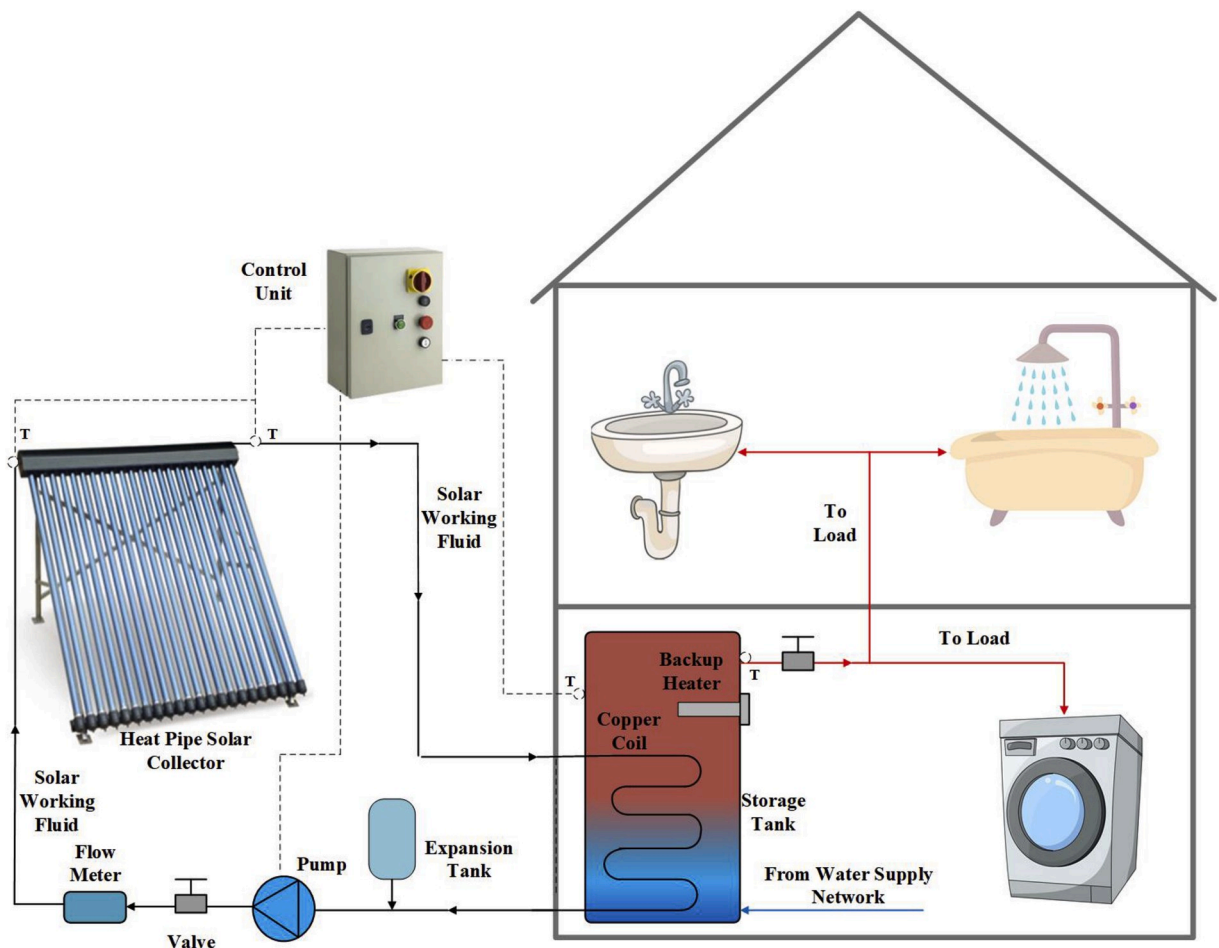 Control
Unit
T
T
Solar
Working
Fluid
To
Load
To Load
Backup
Heater
T
T
Copper
Coil
Heat Pipe Solar
Collector
Solar
Working
Fluid
Storage
Tank
Expansion
Tank
Flow
Meter
Pump
From Water Supply
Network
Valve